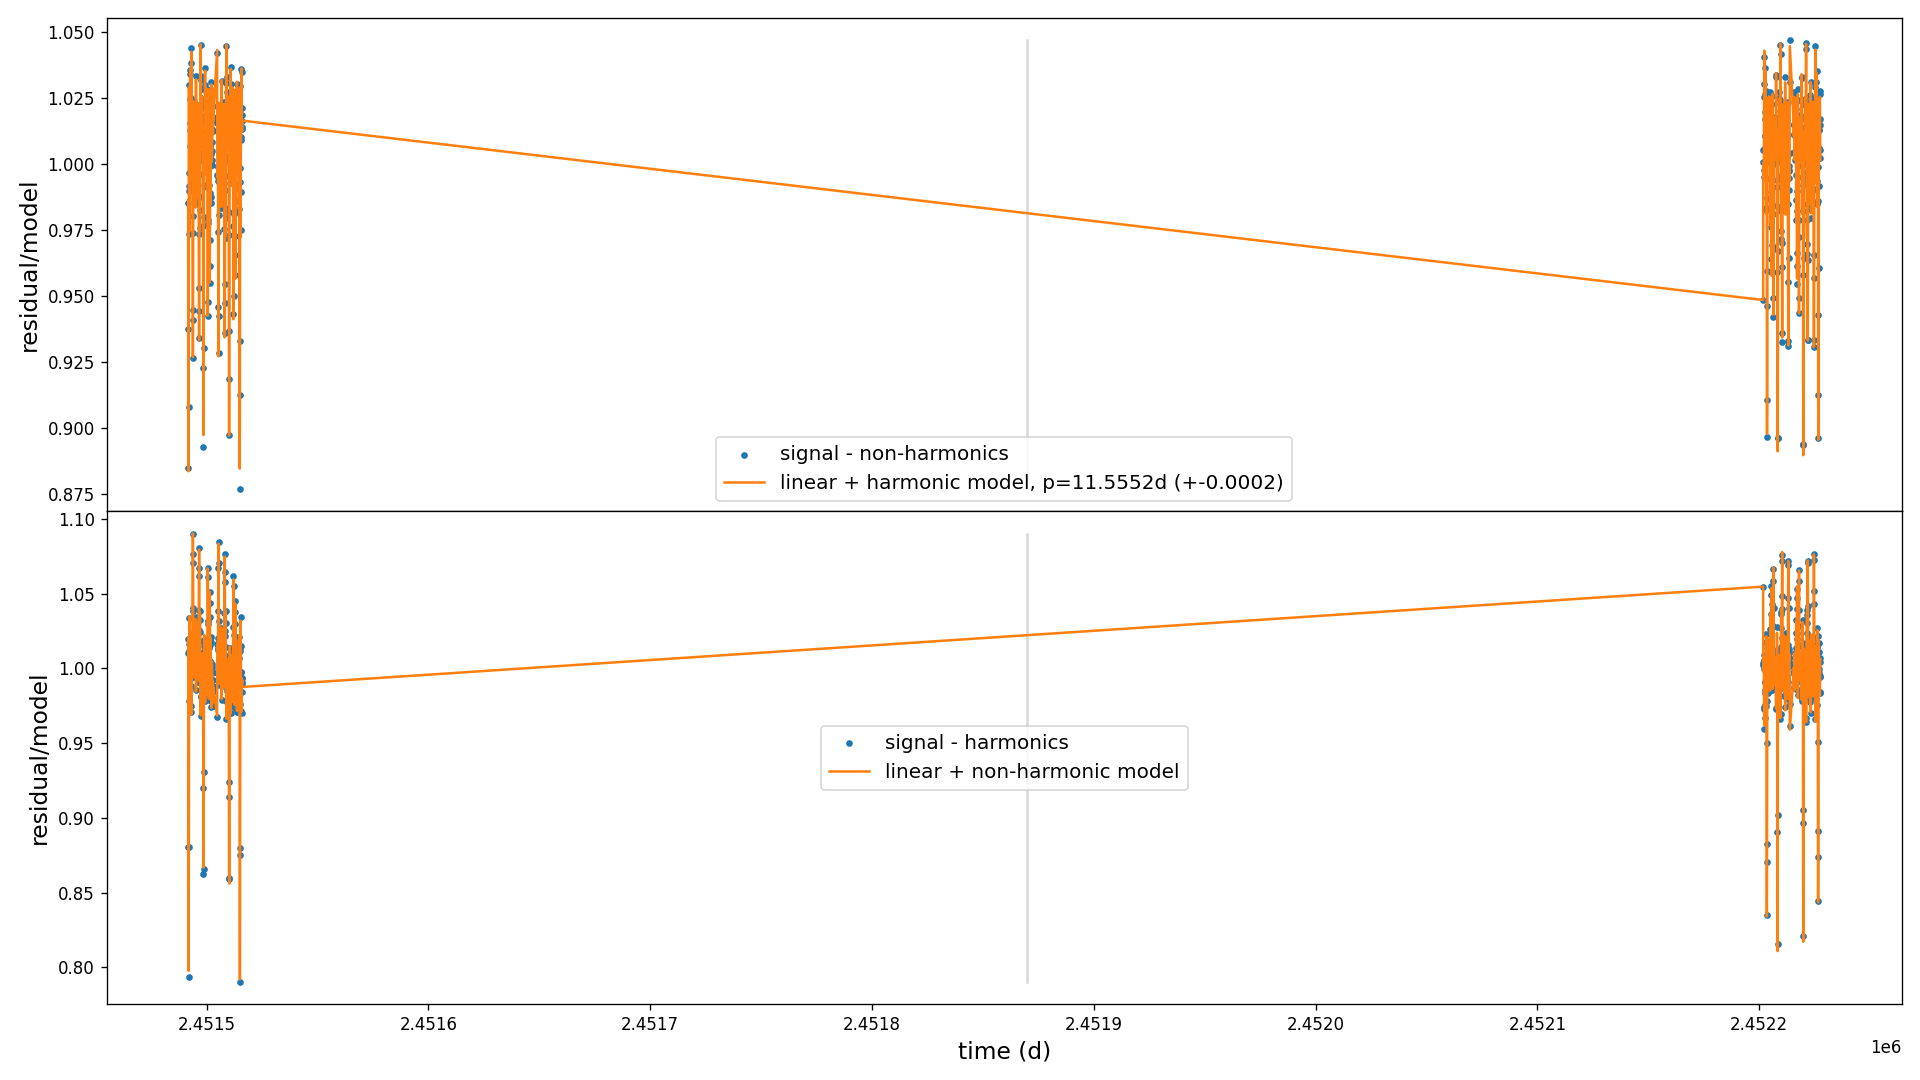 1.050
1.025
1.000
0.975
0.950
0.925
0.900
0.875
residual/model
signal - non-harmonics
linear + harmonic model, p=11.5552d (+-0.0002)
1.10
1.05
1.00
0.95
0.90
0.85
0.80
residual/model
signal - harmonics
linear + non-harmonic model
2.4515 2.4516 2.4517 2.4518 2.4519 2.4520 2.4521 2.4522
1e6
time (d)